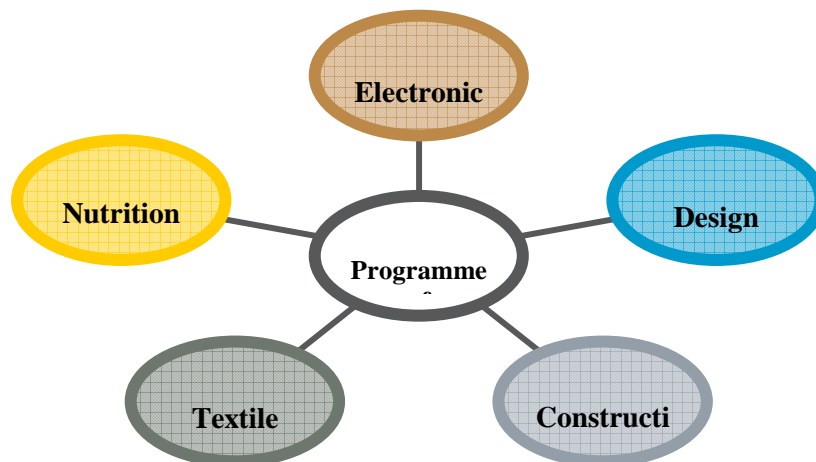 Electronic
Nutrition
Design
Programme
Textile
Constructi